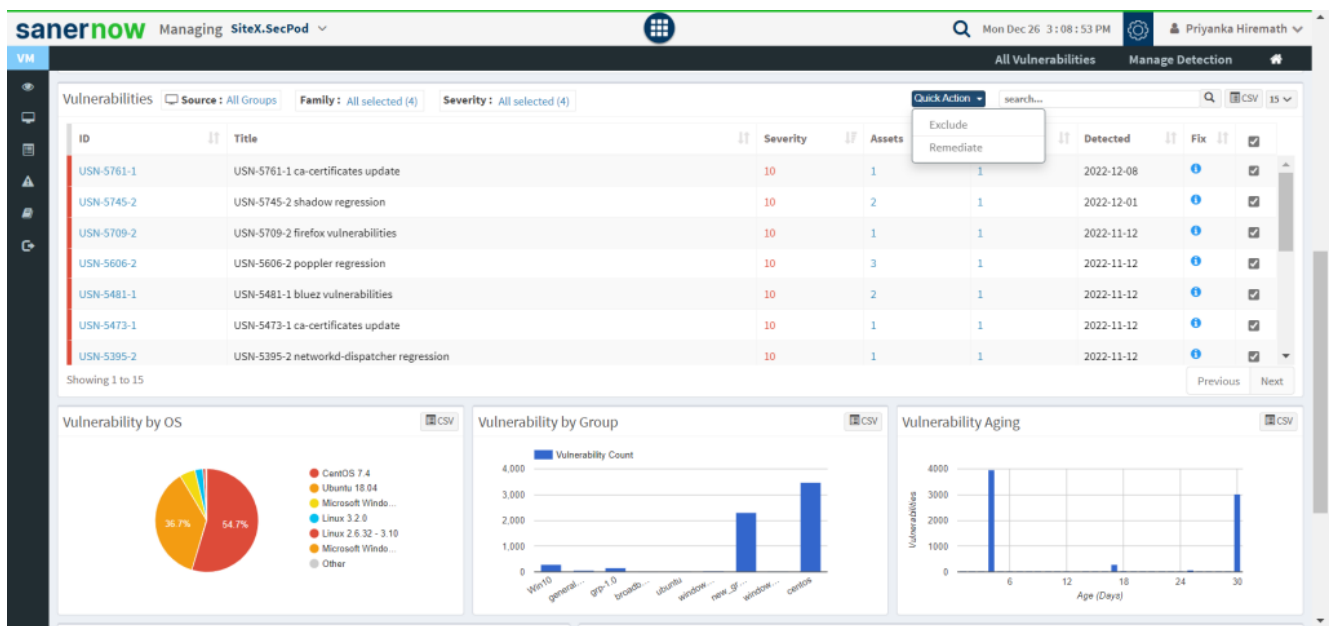 sanernow Managing SiteX.SecPod Mon Dec 26 3:08:53 PM Priyanka Hiremath
VM All Vulnerabilities Manage Detection
Vulnerabilities Source : All Groups Family : All selected (4) Severity : All selected (4) Quick Action search... CSV 15
Exclude
Remediate
ID Title Severity Assets Detected Fix
USN-5761-1 USN-5761-1 ca-certificates update 10 1 1 2022-12-08
USN-5745-2 USN-5745-2 shadow regression 10 2 1 2022-12-01
USN-5709-2 USN-5709-2 firefox vulnerabilities 10 1 1 2022-11-12
USN-5606-2 USN-5606-2 poppler regression 10 3 1 2022-11-12
USN-5481-1 USN-5481-1 bluez vulnerabilities 10 2 1 2022-11-12
USN-5473-1 USN-5473-1 ca-certificates update 10 1 1 2022-11-12
USN-5395-2 USN-5395-2 networkd-dispatcher regression 10 1 1 2022-11-12
Showing 1 to 15 Previous Next
Vulnerability by OS CSV
36.7% 54.7%
CentOS 7.4
Ubuntu 18.04
Microsoft Windo...
Linux 3.2.0
Linux 2.6.32 - 3.10
Microsoft Windo...
Other
Vulnerability by Group CSV
Vulnerability Count
4,000
3,000
2,000
1,000
0
Win10 general... grp-1.0 broadb... ubuntu window... new_gr... window... centos
Vulnerability Aging CSV
Vulnerabilities
4000
3000
2000
1000
0
6 12 18 24 30
Age (Days)